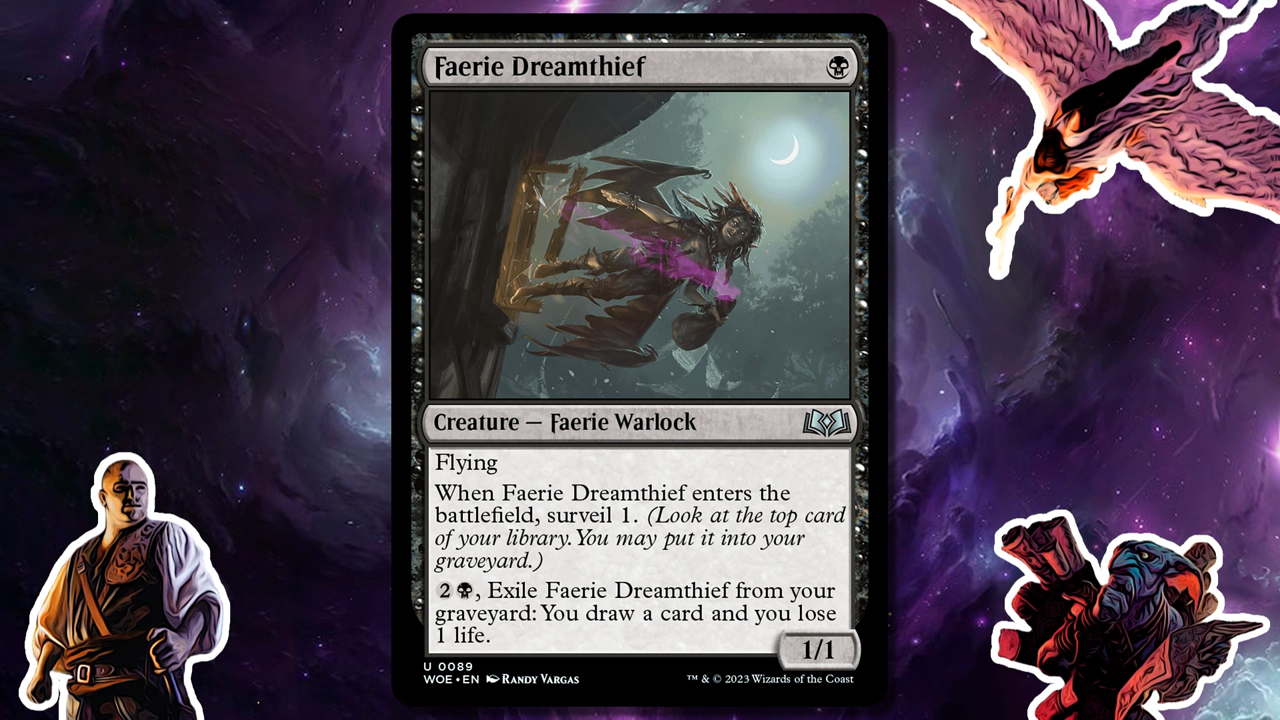 Faerie Dreamthief
Creature — Faerie Warlock
Flying
When Faerie Dreamthief enters the
battlefield, surveil 1. (Look at the top card
of your library. You may put it into your
graveyard.)
2, Exile Faerie Dreamthief from your
graveyard: You draw a card and you lose
1 life.
1/1
U 0089
WOE • EN Randy Vargas
™ & © 2023 Wizards of the Coast